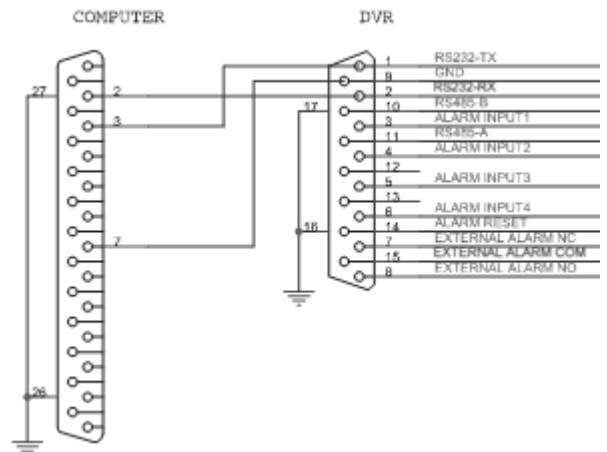 COMPUTER
DVR
27
2
3
7
26
17
16
1 RS232-TX
9 GND
2 RS232-RX
10 RS485-B
3 ALARM INPUT1
11 RS485-A
4 ALARM INPUT2
12
5 ALARM INPUT3
13
6 ALARM INPUT4
14 ALARM RESET
7 EXTERNAL ALARM NC
15 EXTERNAL ALARM COM
8 EXTERNAL ALARM NO